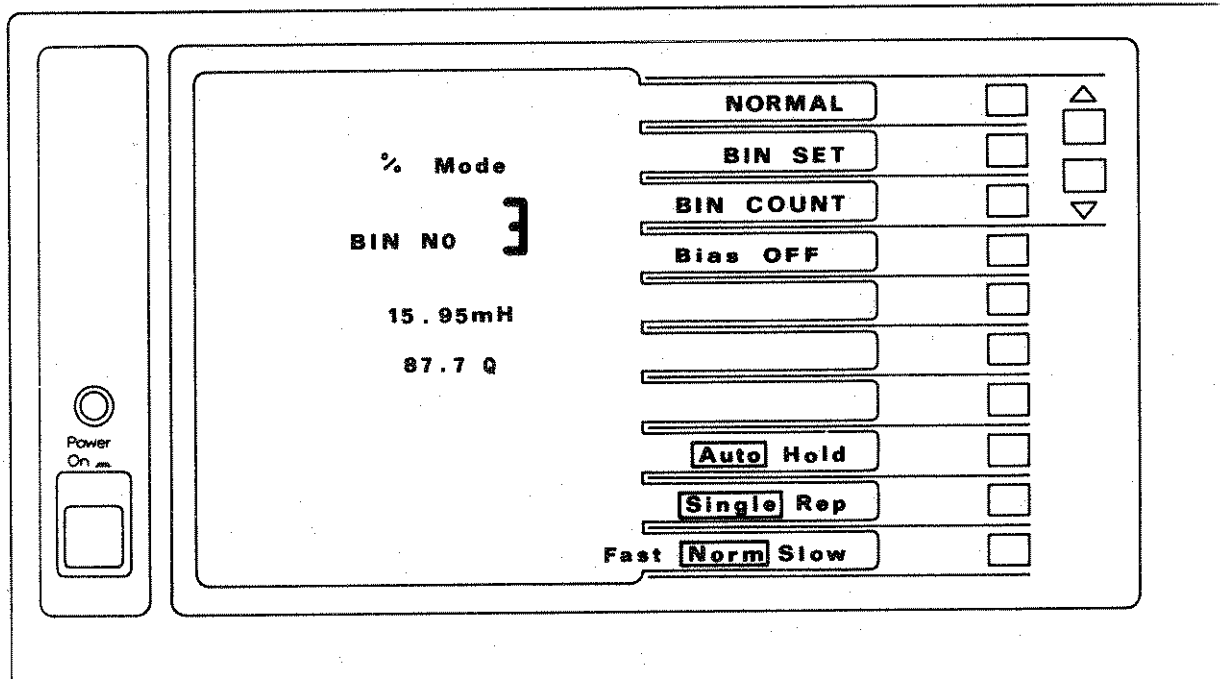 % Mode
BIN NO 3
15.95mH
87.7 Q
NORMAL
BIN SET
BIN COUNT
Bias OFF
Auto Hold
Single Rep
Fast Norm Slow
Power
On